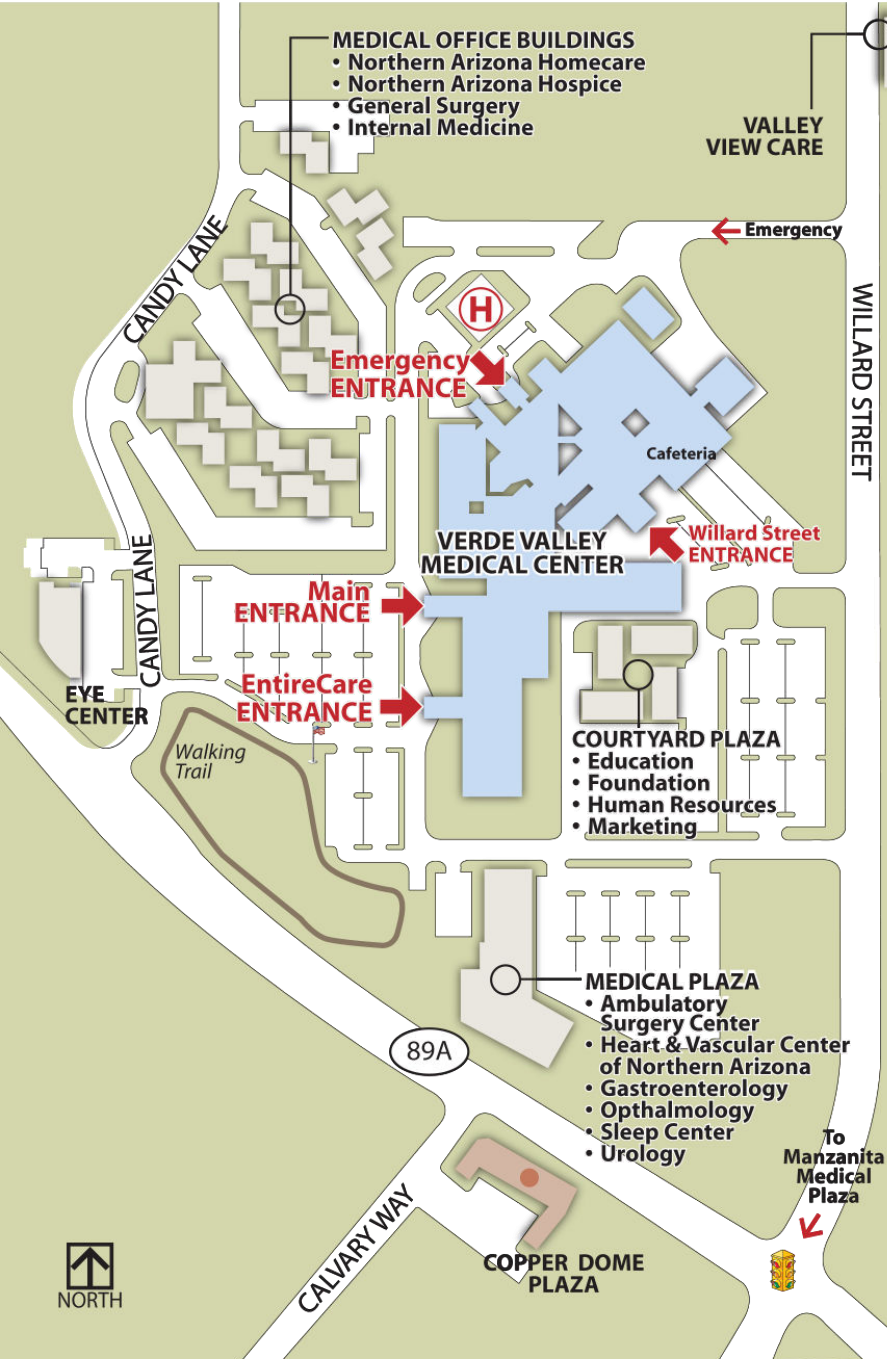 MEDICAL OFFICE BUILDINGS
• Northern Arizona Homecare
• Northern Arizona Hospice
• General Surgery
• Internal Medicine
VALLEY
VIEW CARE
Emergency
CANDY LANE
WILLARD STREET
H
Emergency
ENTRANCE
Cafeteria
VERDE VALLEY
MEDICAL CENTER
Willard Street
ENTRANCE
Main
ENTRANCE
CANDY LANE
EntireCare
ENTRANCE
EYE
CENTER
Walking
Trail
COURTYARD PLAZA
• Education
• Foundation
• Human Resources
• Marketing
MEDICAL PLAZA
• Ambulatory
Surgery Center
• Heart & Vascular Center
of Northern Arizona
• Gastroenterology
• Opthalmology
• Sleep Center
• Urology
89A
To
Manzanita
Medical
Plaza
CALVARY WAY
COPPER DOME
PLAZA
NORTH